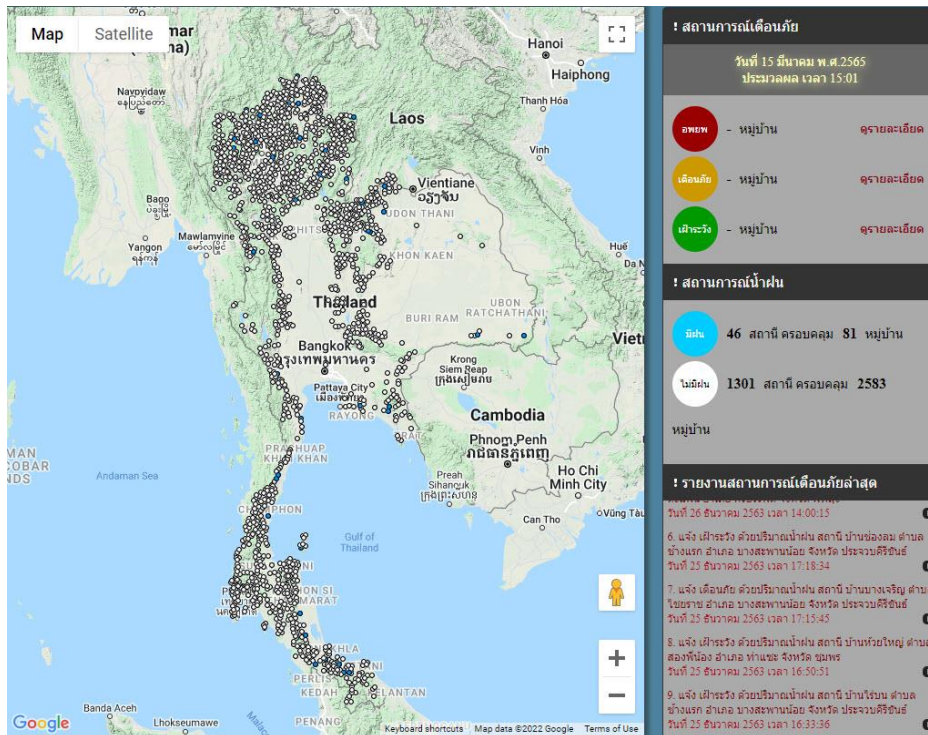 Map
Satellite
Hanoi
Haiphong
Naypyidaw
နေပြည်တော်
Laos
Thanh Hóa
Vinh
Vientiane
ວຽງຈັນ
UDON THANI
Bago
ပဲခူးမြို့
Mawlamyine
Yangon
ရန်ကုန်
KHON KAEN
Huế
Thailand
UBON
RATCHATHANI
BURI RAM
Bangkok
กรุงเทพมหานคร
Krong
Siem Reap
ក្រុងសៀមរាប
Pattaya City
เมืองพัทยา
RAYONG
Cambodia
Phnom Penh
រាជធានីភ្នំពេញ
PRACHUAP
KHIRI KHAN
Andaman Sea
Preah
Sihanouk
ក្រុងព្រះសីហនុ
Ho Chi
Minh City
Can Tho
Vũng Tàu
CHUMPHON
Gulf of
Thailand
PERLIS
KEDAH
KELANTAN
PENANG
Banda Aceh
Lhokseumawe
Google
Keyboard shortcuts
Map data ©2022 Google
Terms of Use
! สถานการณ์เตือนภัย
วันที่ 15 มีนาคม พ.ศ.2565
ประมวลผล เวลา 15:01
อพยพ - หมู่บ้าน ดูรายละเอียด
เตือนภัย - หมู่บ้าน ดูรายละเอียด
เฝ้าระวัง - หมู่บ้าน ดูรายละเอียด
! สถานการณ์น้ำฝน
มีฝน 46 สถานี ครอบคลุม 81 หมู่บ้าน
ไม่มีฝน 1301 สถานี ครอบคลุม 2583
หมู่บ้าน
! รายงานสถานการณ์เตือนภัยล่าสุด
วันที่ 26 ธันวาคม 2563 เวลา 14:00:15
6. แจ้ง เฝ้าระวัง ด้วยปริมาณน้ำฝน สถานี บ้านช่องลม ตำบล
ช้างแรก อำเภอ บางสะพานน้อย จังหวัด ประจวบคีรีขันธ์
วันที่ 25 ธันวาคม 2563 เวลา 17:18:34
7. แจ้ง เตือนภัย ด้วยปริมาณน้ำฝน สถานี บ้านบางเจริญ ตำบล
ไชยราช อำเภอ บางสะพานน้อย จังหวัด ประจวบคีรีขันธ์
วันที่ 25 ธันวาคม 2563 เวลา 17:15:45
8. แจ้ง เฝ้าระวัง ด้วยปริมาณน้ำฝน สถานี บ้านห้วยใหญ่ ตำบล
สองพี่น้อง อำเภอ ท่าแซะ จังหวัด ชุมพร
วันที่ 25 ธันวาคม 2563 เวลา 16:50:51
9. แจ้ง เฝ้าระวัง ด้วยปริมาณน้ำฝน สถานี บ้านไร่บน ตำบล
ช้างแรก อำเภอ บางสะพานน้อย จังหวัด ประจวบคีรีขันธ์
วันที่ 25 ธันวาคม 2563 เวลา 16:33:36